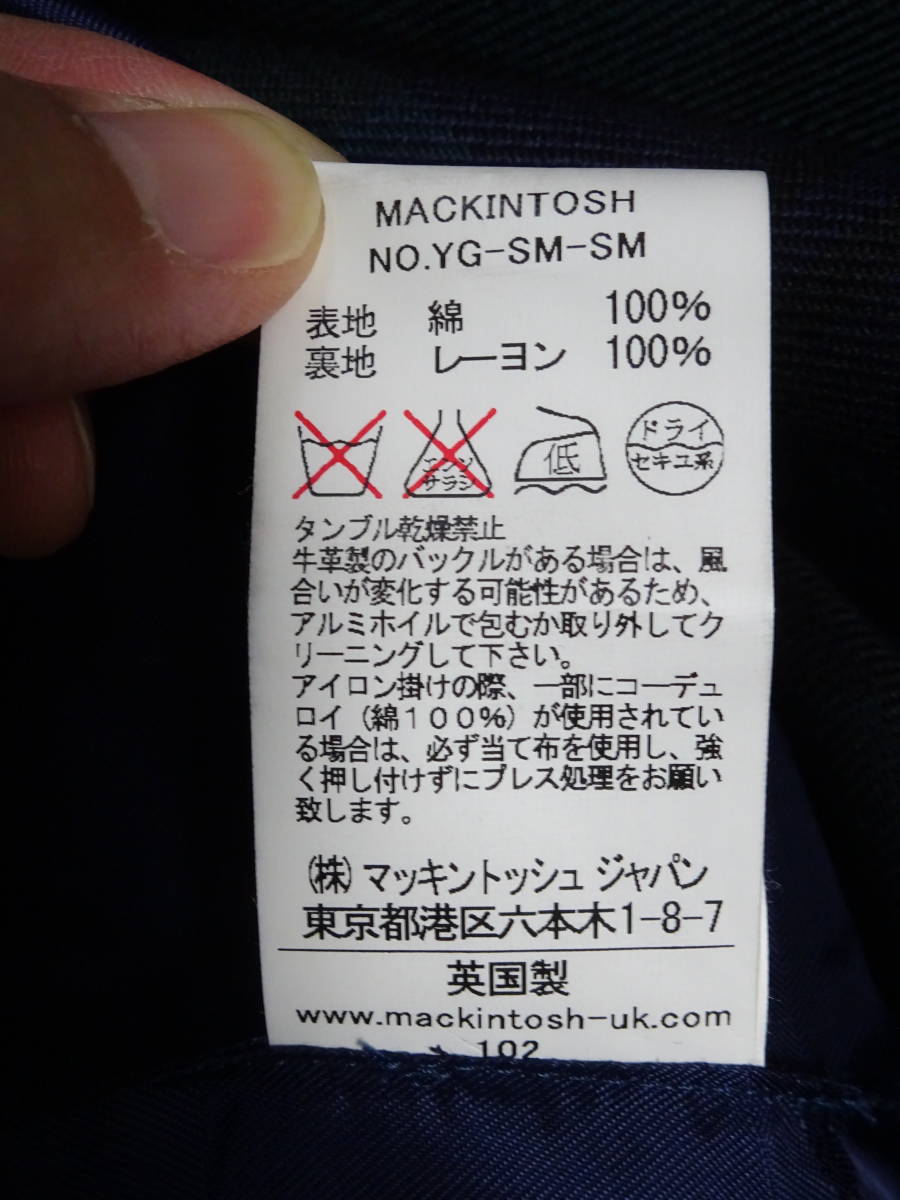 MACKINTOSH
NO.YG-SM-SM
表地 綿 100%
裏地 レーヨン 100%
エンソ
サラシ
低
ドライ
セキユ系
タンブル乾燥禁止
牛革製のバックルがある場合は、風
合いが変化する可能性があるため、
アルミホイルで包むか取り外してク
リーニングして下さい。
アイロン掛けの際、一部にコーデュ
ロイ（綿１００％）が使用されてい
る場合は、必ず当て布を使用し、強
く押し付けずにプレス処理をお願い
致します。
(株)マッキントッシュ ジャパン
東京都港区六本木1-8-7
英国製
www.mackintosh-uk.com
102